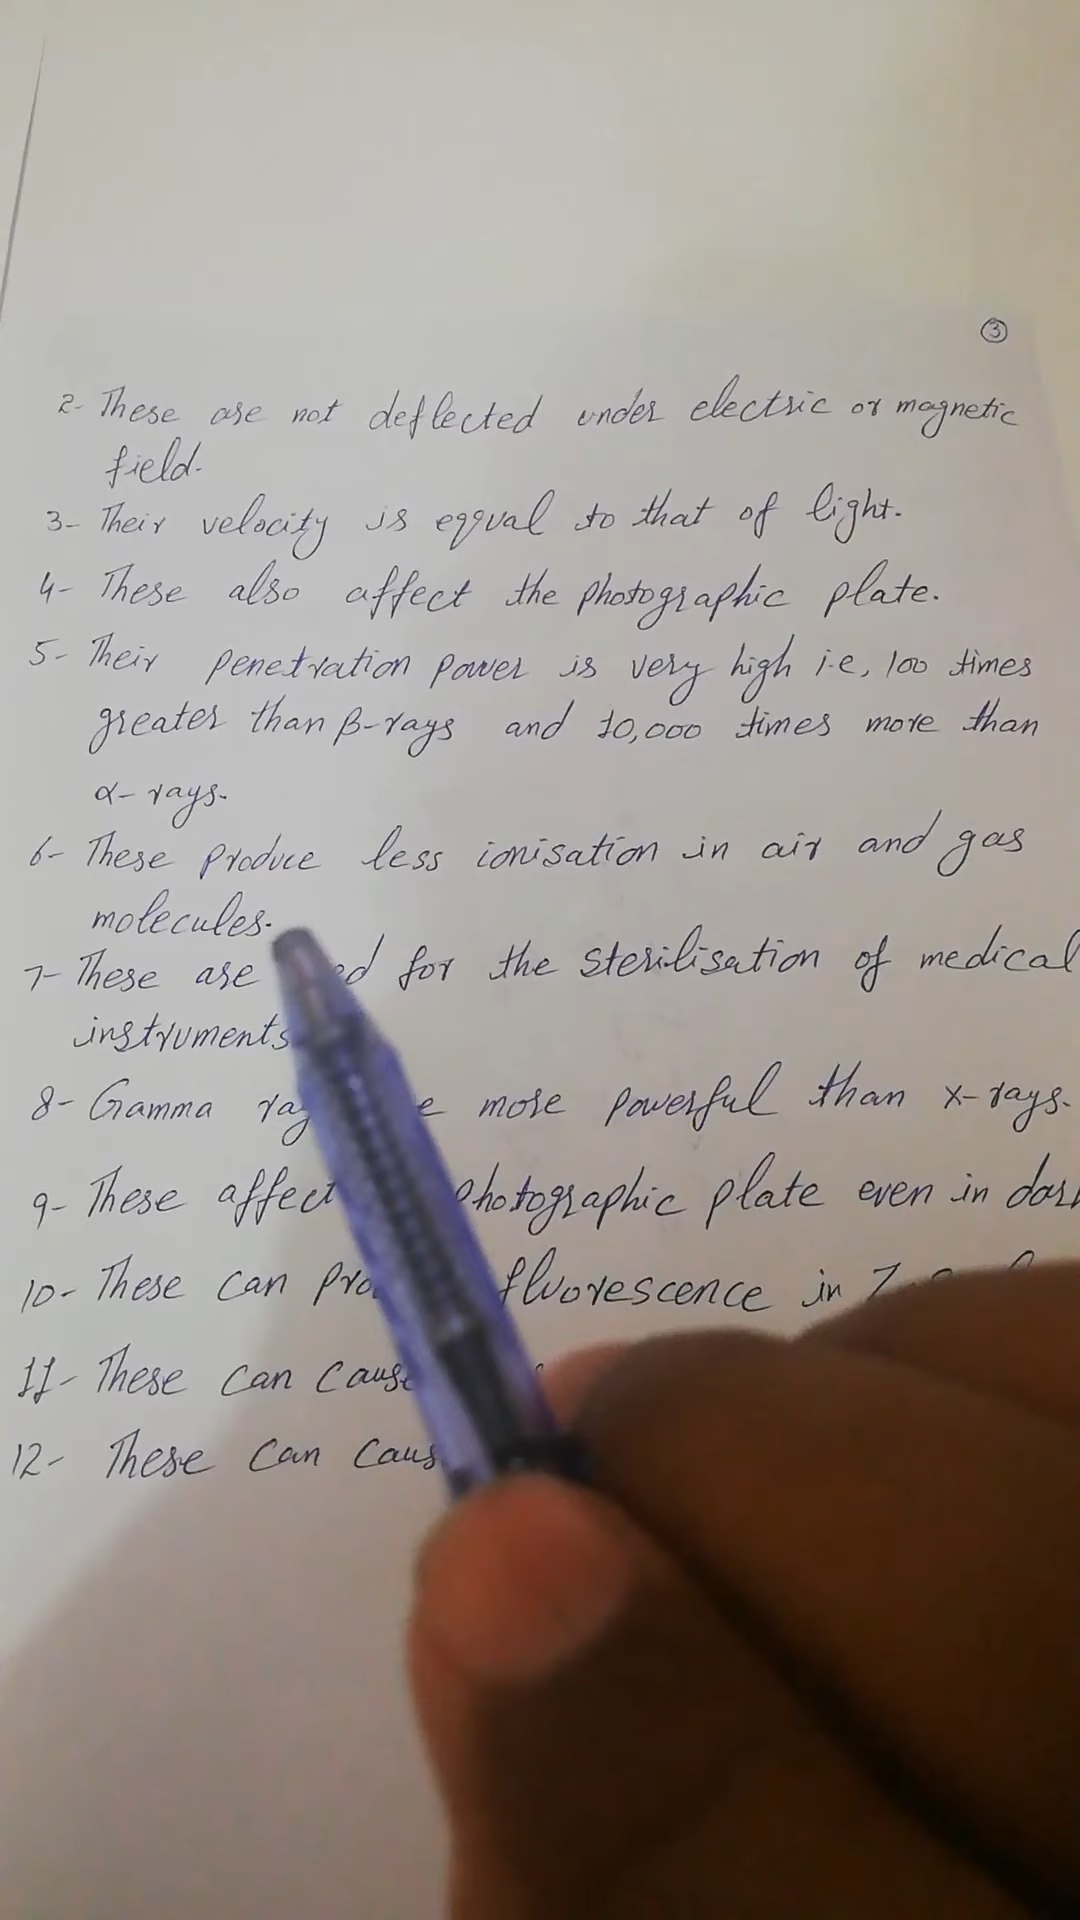 3
2- These are not deflected under electric or magnetic
field.
3- Their velocity is eqqual to that of light.
4- These also affect the photographic plate.
5- Their penetration power is very high i.e, 100 times
greater than β-rays and 10,000 times more than
α- rays.
6- These produce less ionisation in air and gas
molecules.
7- These are for the sterilisation of medical
instruments
8- Gamma more powerful than x-rays.
9- These affect photographic plate even in
10- These can fluorescence in
11- These can
12- These can